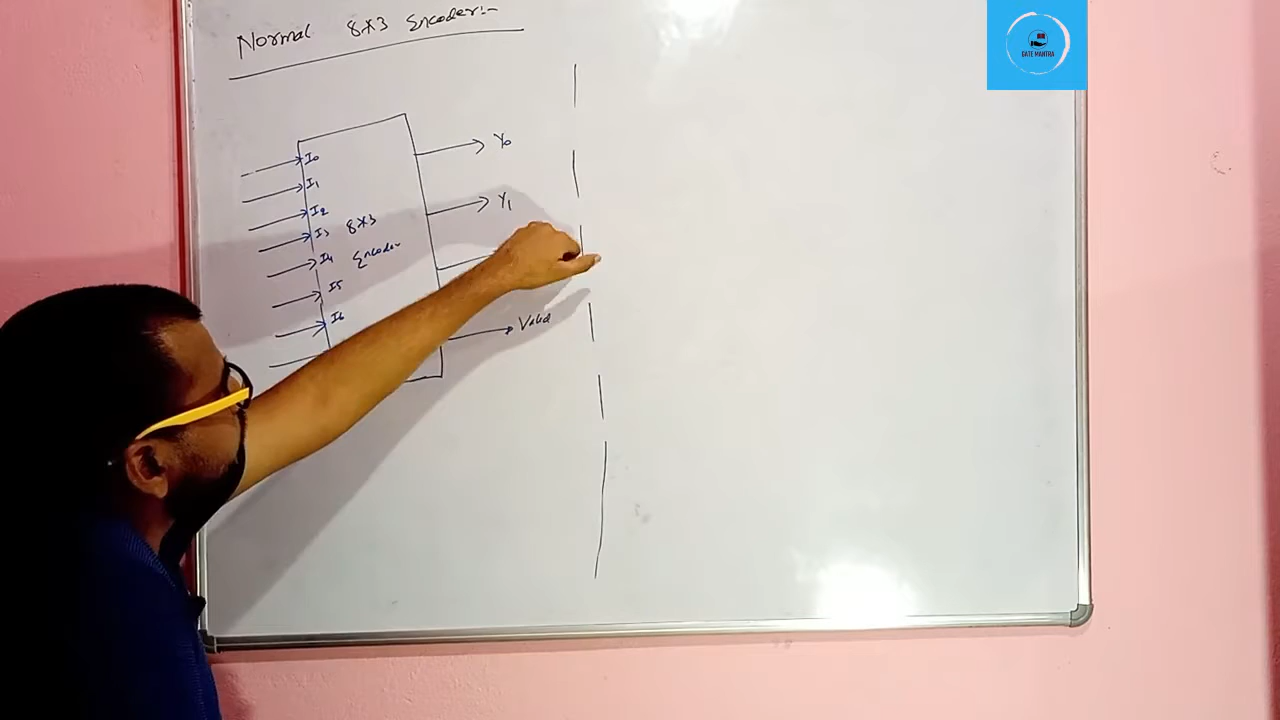 Normal 8*3 Encoder:-
I0
I1
I2
I3
I4
I5
I6
8*3
Encoder
Y0
Y1
Valid
GATE MANTRA